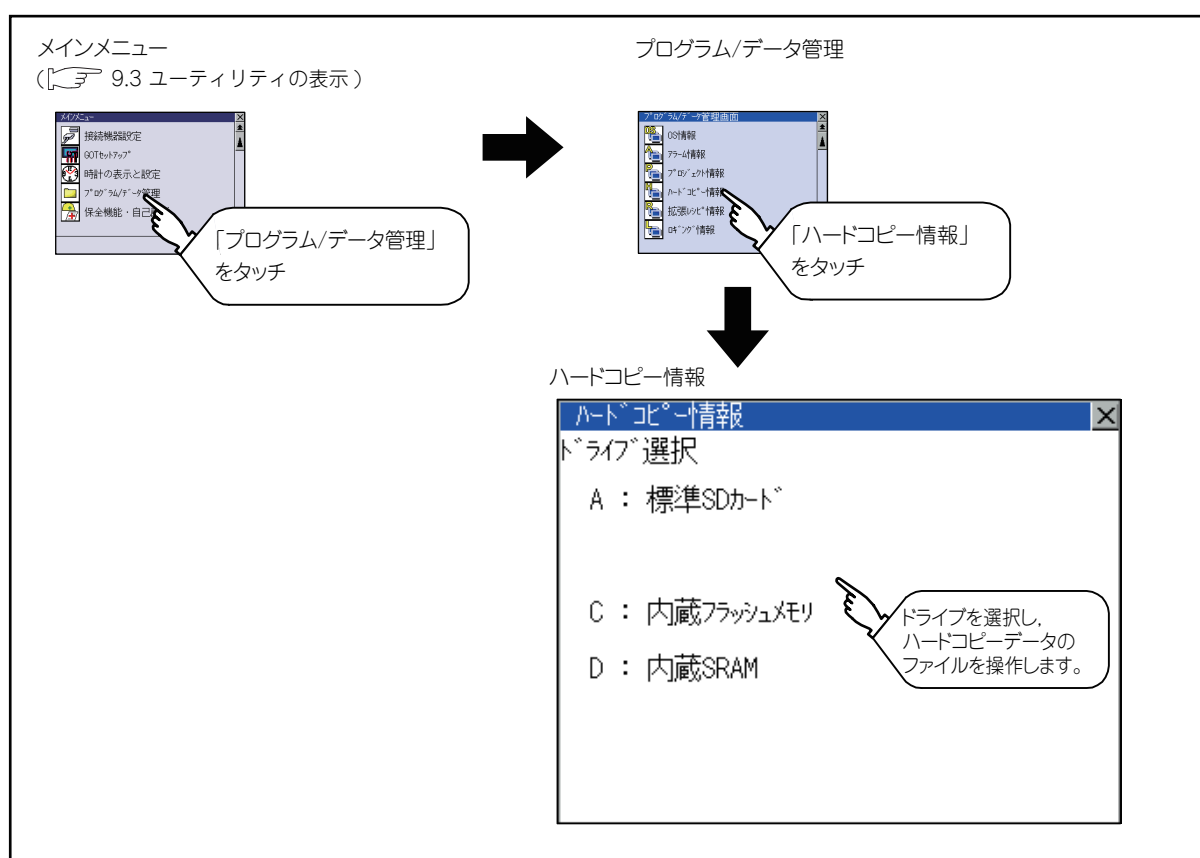 メインメニュー
(☞ 9.3 ユーティリティの表示)
ﾒｲﾝﾒﾆｭｰ
接続機器設定
GOTｾｯﾄｱｯﾌﾟ
時計の表示と設定
ﾌﾟﾛｸﾞﾗﾑ/ﾃﾞｰﾀ管理
保全機能・自己
「プログラム/データ管理」
をタッチ
プログラム/データ管理
ﾌﾟﾛｸﾞﾗﾑ/ﾃﾞｰﾀ管理画面
OS情報
ｱﾗｰﾑ情報
ﾌﾟﾛｼﾞｪｸﾄ情報
ﾊｰﾄﾞｺﾋﾟｰ情報
拡張ﾚｼﾋﾟ情報
ﾛｷﾞﾝｸﾞ情報
「ハードコピー情報」
をタッチ
ハードコピー情報
ﾊｰﾄﾞｺﾋﾟｰ情報
ﾄﾞﾗｲﾌﾞ選択
A : 標準SDｶｰﾄﾞ
C : 内蔵ﾌﾗｯｼｭﾒﾓﾘ
D : 内蔵SRAM
ドライブを選択し,
ハードコピーデータの
ファイルを操作します。